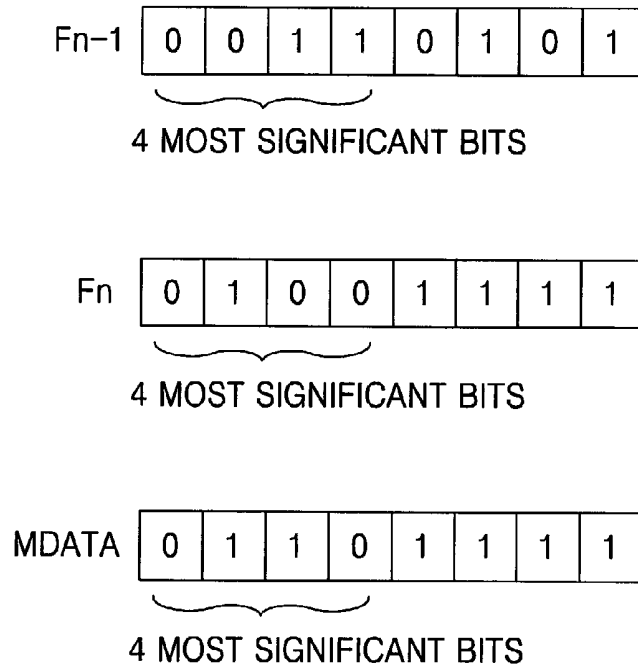 Fn-1 0 0 1 1 0 1 0 1
4 MOST SIGNIFICANT BITS
Fn 0 1 0 0 1 1 1 1
4 MOST SIGNIFICANT BITS
MDATA 0 1 1 0 1 1 1 1
4 MOST SIGNIFICANT BITS